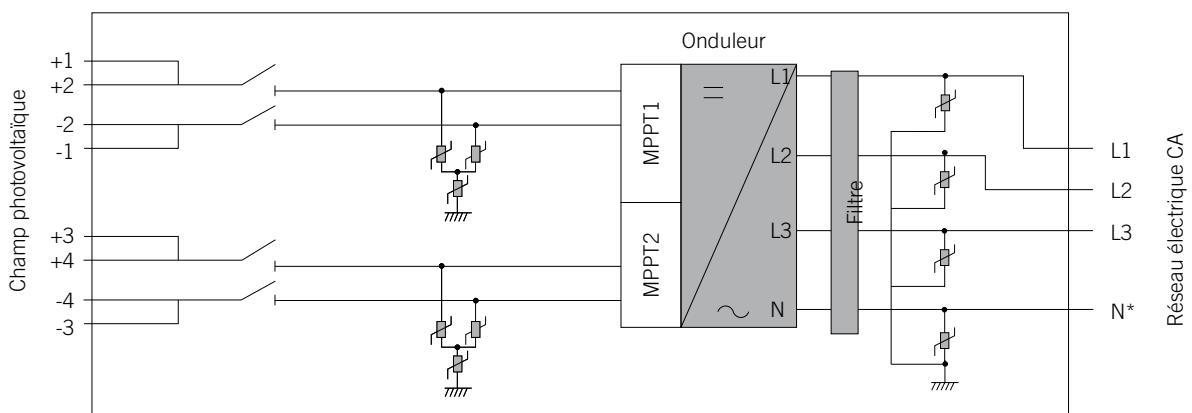 Onduleur
Champ photovoltaïque
+1
+2
-2
-1
+3
+4
-4
-3
MPPT1
MPPT2
L1
L2
L3
N
Filtre
L1
L2
L3
N*
Réseau électrique CA